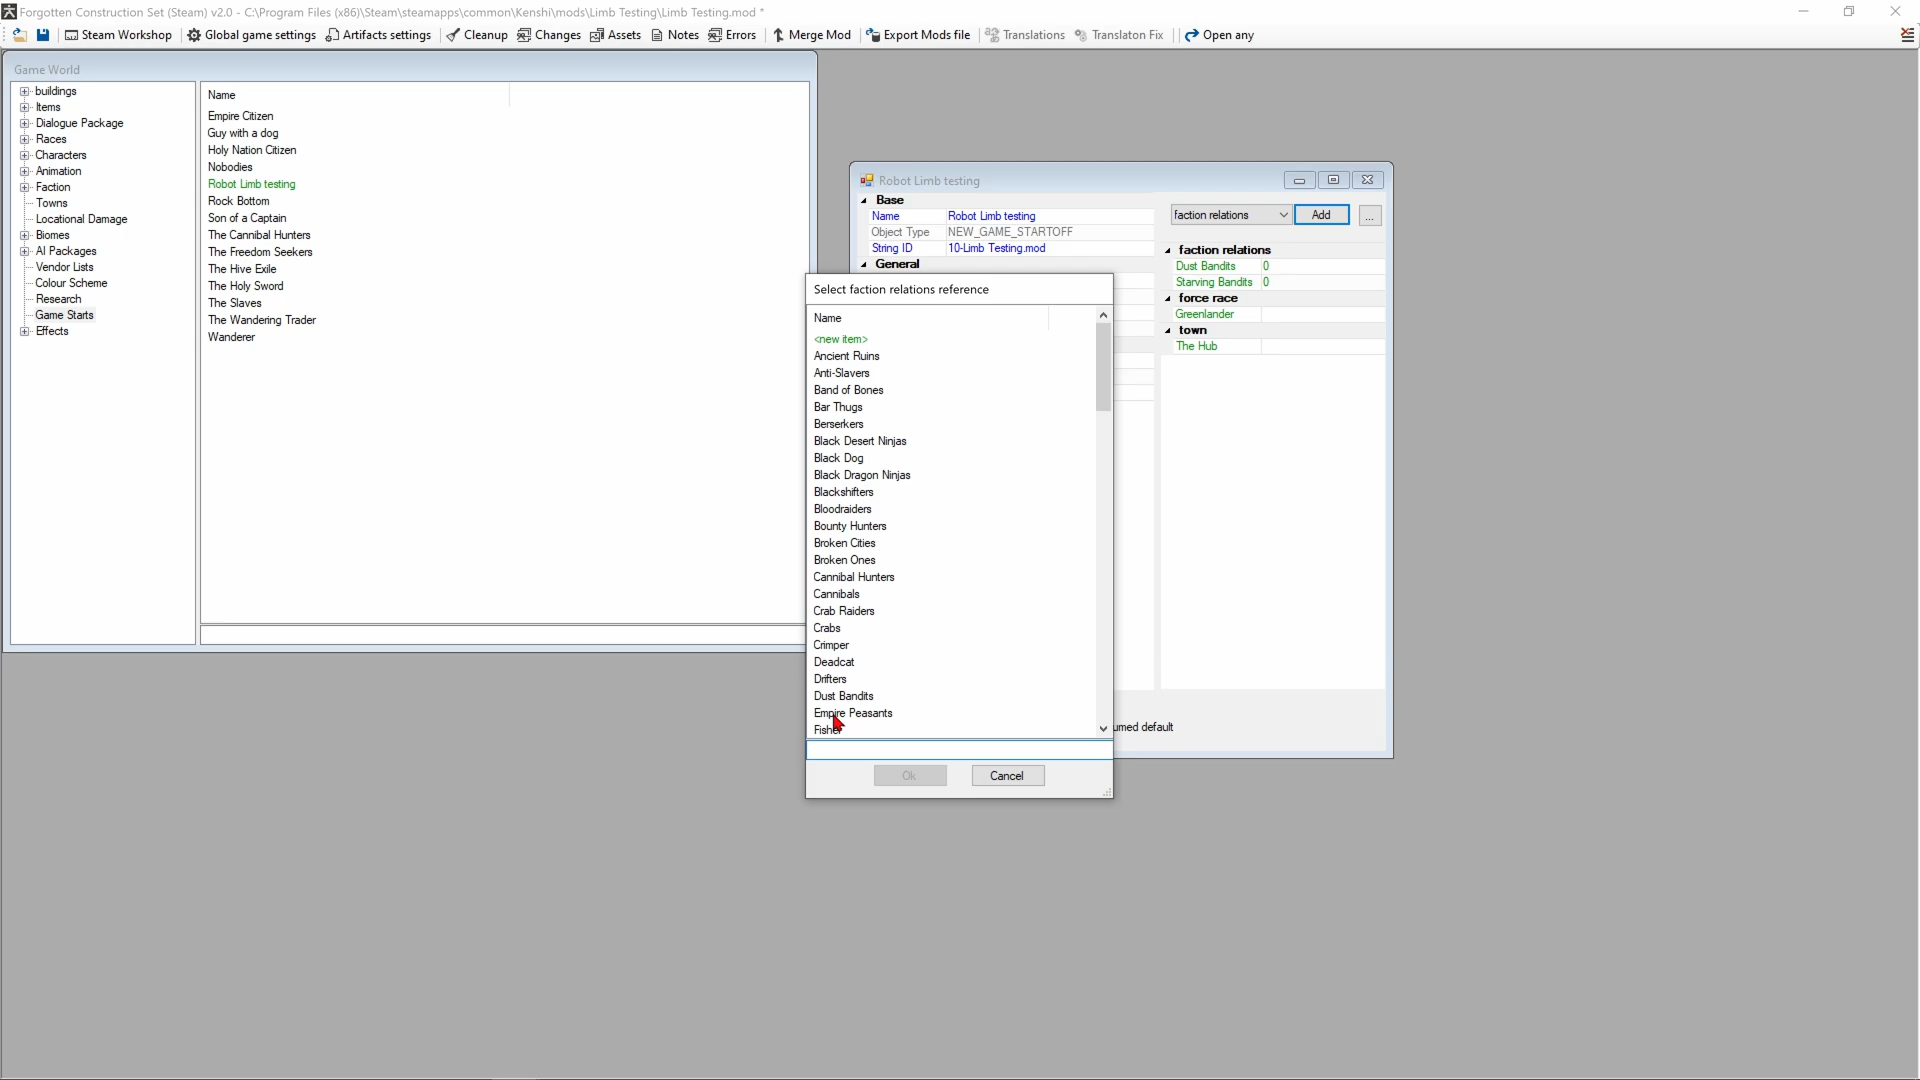 Forgotten Construction Set (Steam) v2.0 - C:\Program Files (x86)\Steam\steamapps\common\Kenshi\mods\Limb Testing\Limb Testing.mod *
Steam Workshop Global game settings Artifacts settings Cleanup Changes Assets Notes Errors Merge Mod Export Mods file Translations Translaton Fix Open any
Game World
buildings
Items
Dialogue Package
Races
Characters
Animation
Faction
Towns
Locational Damage
Biomes
AI Packages
Vendor Lists
Colour Scheme
Research
Game Starts
Effects
Name
Empire Citizen
Guy with a dog
Holy Nation Citizen
Nobodies
Robot Limb testing
Rock Bottom
Son of a Captain
The Cannibal Hunters
The Freedom Seekers
The Hive Exile
The Holy Sword
The Slaves
The Wandering Trader
Wanderer
Robot Limb testing
Base
Name Robot Limb testing
Object Type NEW_GAME_STARTOFF
String ID 10-Limb Testing.mod
General
faction relations Add ...
faction relations
Dust Bandits 0
Starving Bandits 0
force race
Greenlander
town
The Hub
umed default
Select faction relations reference
Name
<new item>
Ancient Ruins
Anti-Slavers
Band of Bones
Bar Thugs
Berserkers
Black Desert Ninjas
Black Dog
Black Dragon Ninjas
Blackshifters
Bloodraiders
Bounty Hunters
Broken Cities
Broken Ones
Cannibal Hunters
Cannibals
Crab Raiders
Crabs
Crimper
Deadcat
Drifters
Dust Bandits
Empire Peasants
Fisher
Ok Cancel